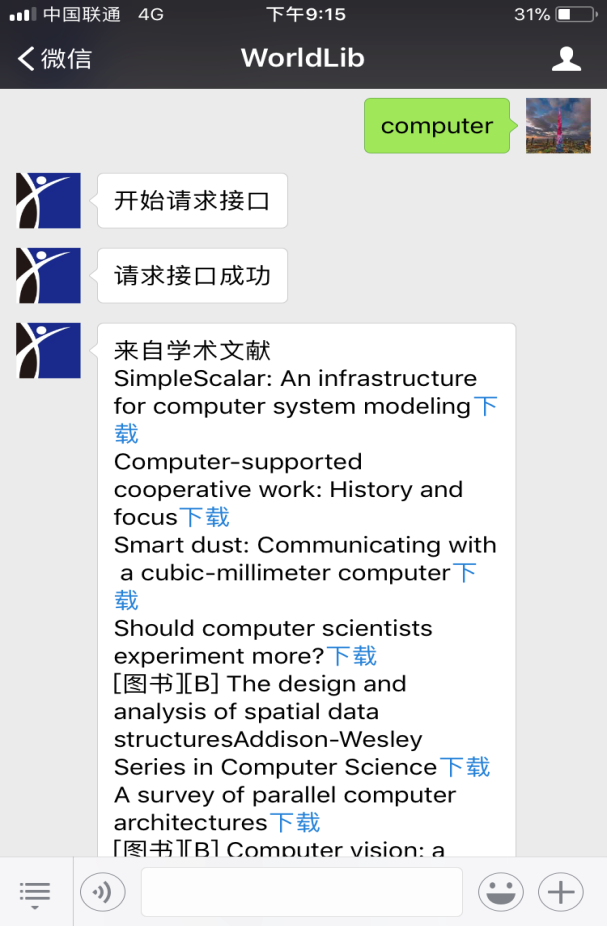 中国联通 4G 下午9:15 31%
微信 WorldLib
computer
开始请求接口
请求接口成功
来自学术文献
SimpleScalar: An infrastructure
for computer system modeling下
载
Computer-supported
cooperative work: History and
focus下载
Smart dust: Communicating with
a cubic-millimeter computer下
载
Should computer scientists
experiment more?下载
[图书][B] The design and
analysis of spatial data
structuresAddison-Wesley
Series in Computer Science下载
A survey of parallel computer
architectures下载
[图书][B] Computer vision: a